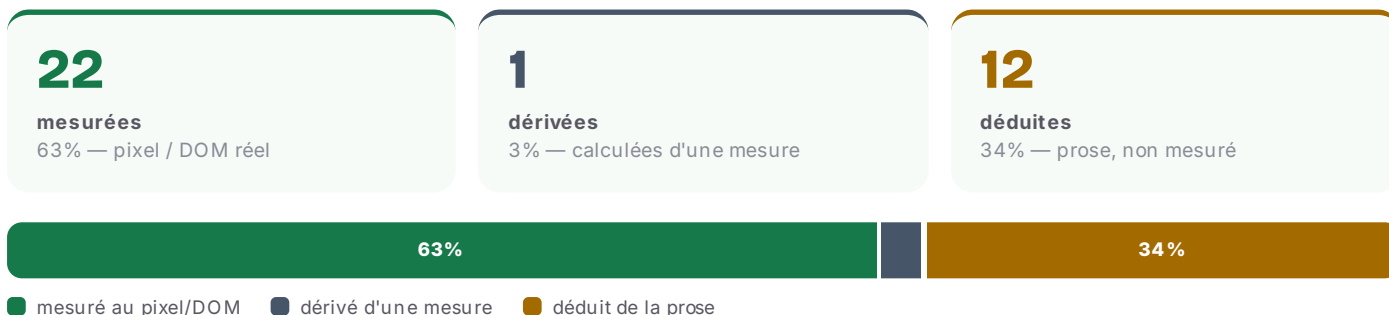 22
mesurées
63% — pixel / DOM réel
1
dérivées
3% — calculées d'une mesure
12
déduites
34% — prose, non mesuré
63%
34%
mesuré au pixel/DOM
dérivé d'une mesure
déduit de la prose